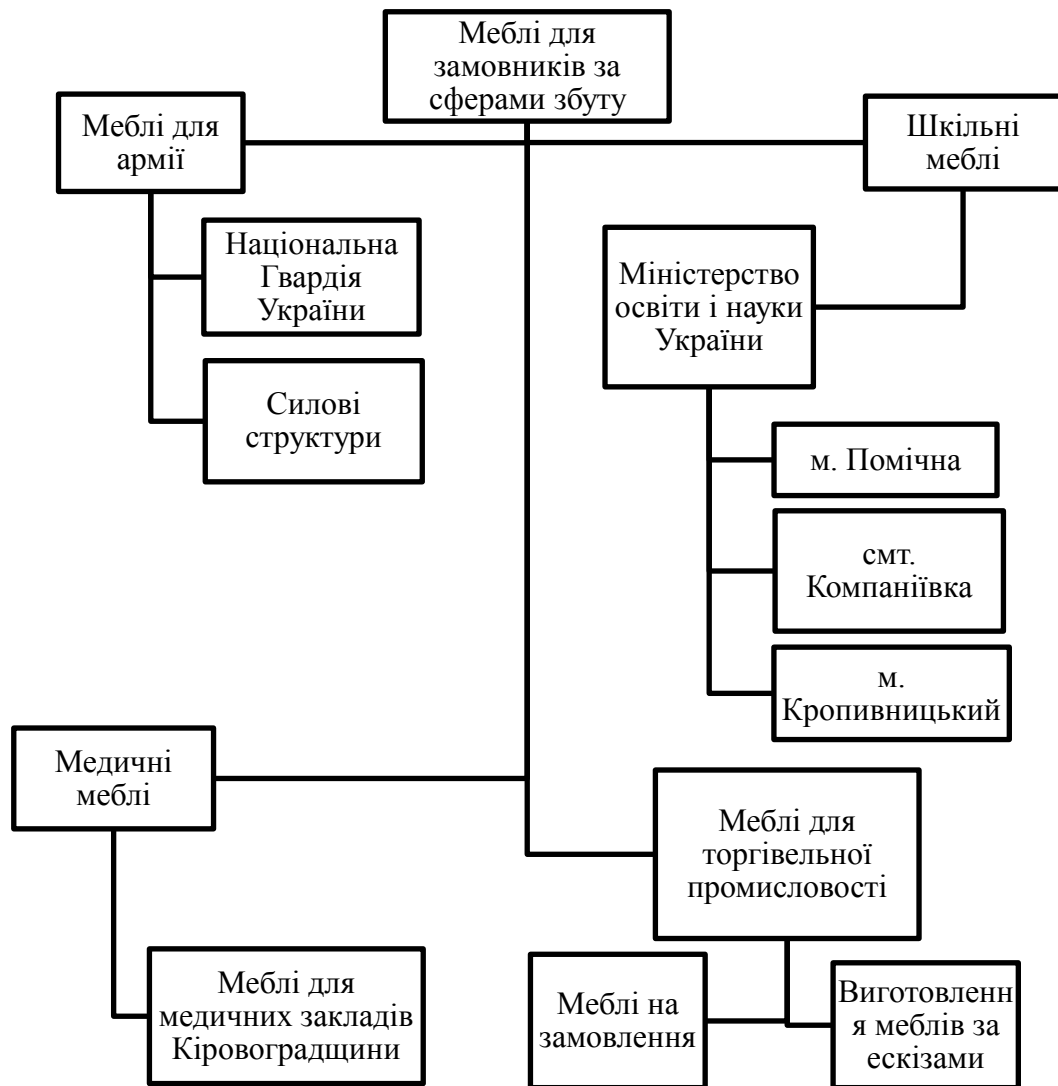 Меблі для
замовників за
сферами збуту
Меблі для
армії
Шкільні
меблі
Національна
Гвардія
України
Міністерство
освіти і науки
України
Силові
структури
м. Помічна
смт.
Компаніївка
м.
Кропивницький
Медичні
меблі
Меблі для
торгівельної
промисловості
Меблі для
медичних закладів
Кіровоградщини
Меблі на
замовлення
Виготовленн
я меблів за
ескізами